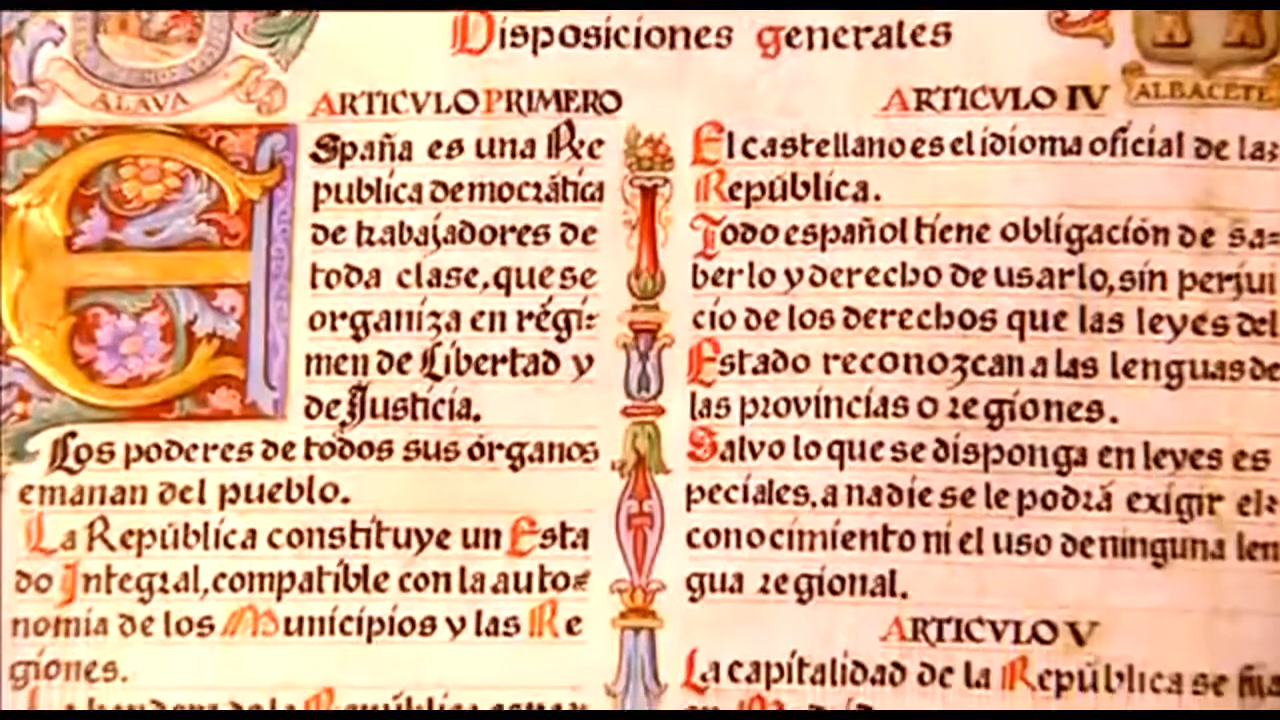 Disposiciones generales
ALAVA
ALBACETE
ARTICVLO PRIMERO
España es una Re
publica democrática
de trabajadores de
toda clase, que se
organiza en régi=
men de Libertad y
de Justicia.
Los poderes de todos sus órganos
emanan del pueblo.
La República constituye un Esta
do Integral, compatible con la auto=
nomia de los Municipios y las Re
giones.
La bandera de la República
ARTICVLO IV
El castellano es el idioma oficial de la
República.
Todo español tiene obligación de sa=
berlo y derecho de usarlo, sin perjui
cio de los derechos que las leyes del
Estado reconozcan a las lenguas de
las provincias o regiones.
Salvo lo que se disponga en leyes es
peciales, a nadie se le podrá exigir el
conocimiento ni el uso de ninguna len
gua regional.
ARTICVLO V
La capitalidad de la República se fija